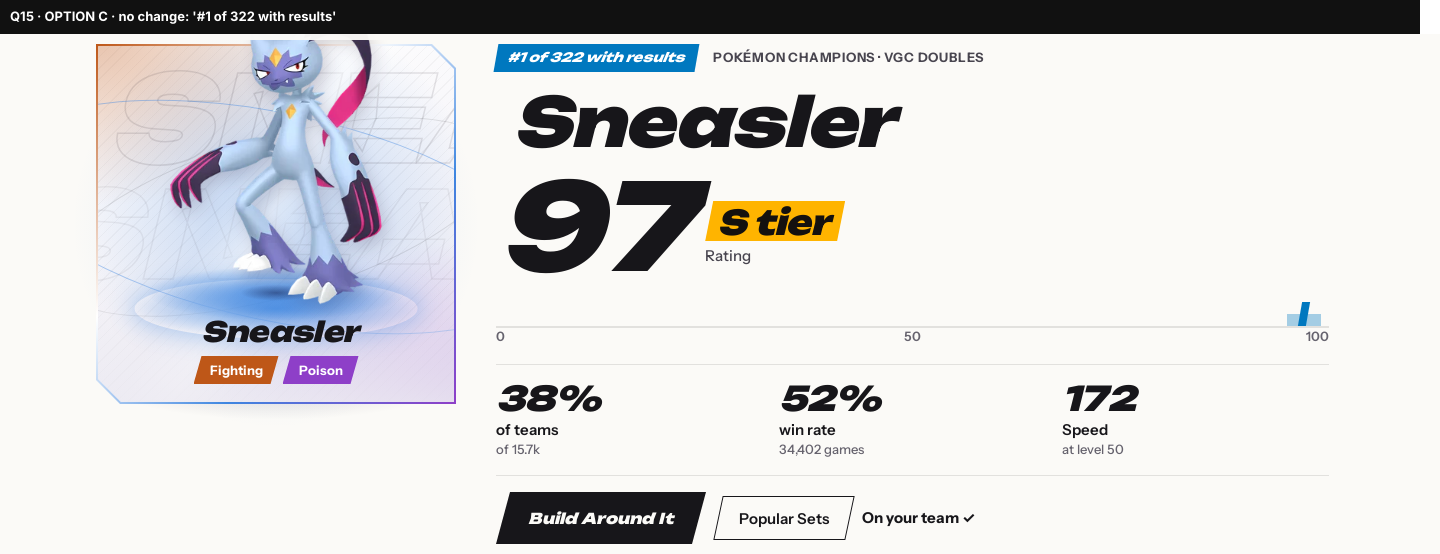 Q15 · OPTION C · no change: '#1 of 322 with results'
#1 of 322 with results
POKÉMON CHAMPIONS · VGC DOUBLES
Sneasler
97
S tier
Rating
0
50
100
38%
of teams
of 15.7k
52%
win rate
34,402 games
172
Speed
at level 50
Build Around It
Popular Sets
On your team ✓
Sneasler
Fighting
Poison